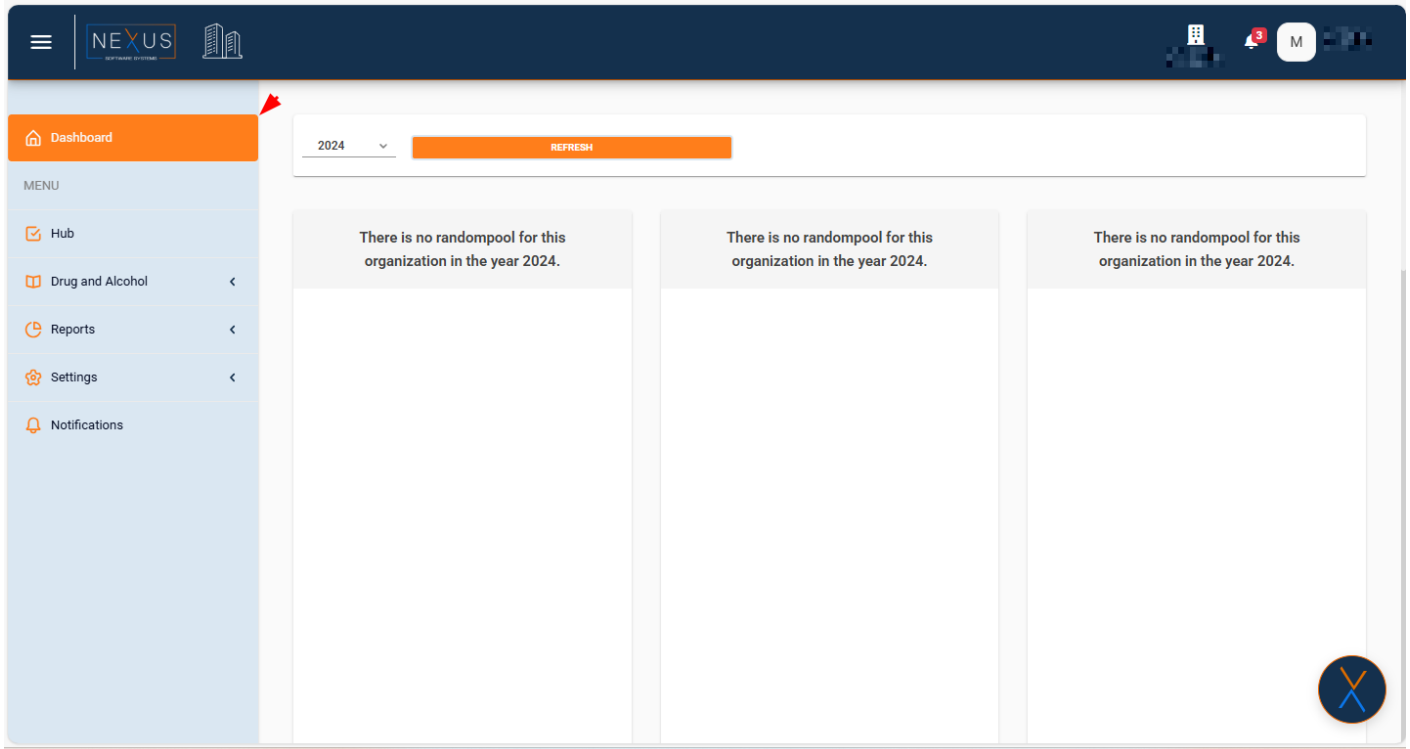 NEXUS
SOFTWARE SYSTEMS
3
M
Dashboard
MENU
Hub
Drug and Alcohol
Reports
Settings
Notifications
2024
REFRESH
There is no randompool for this
organization in the year 2024.
There is no randompool for this
organization in the year 2024.
There is no randompool for this
organization in the year 2024.